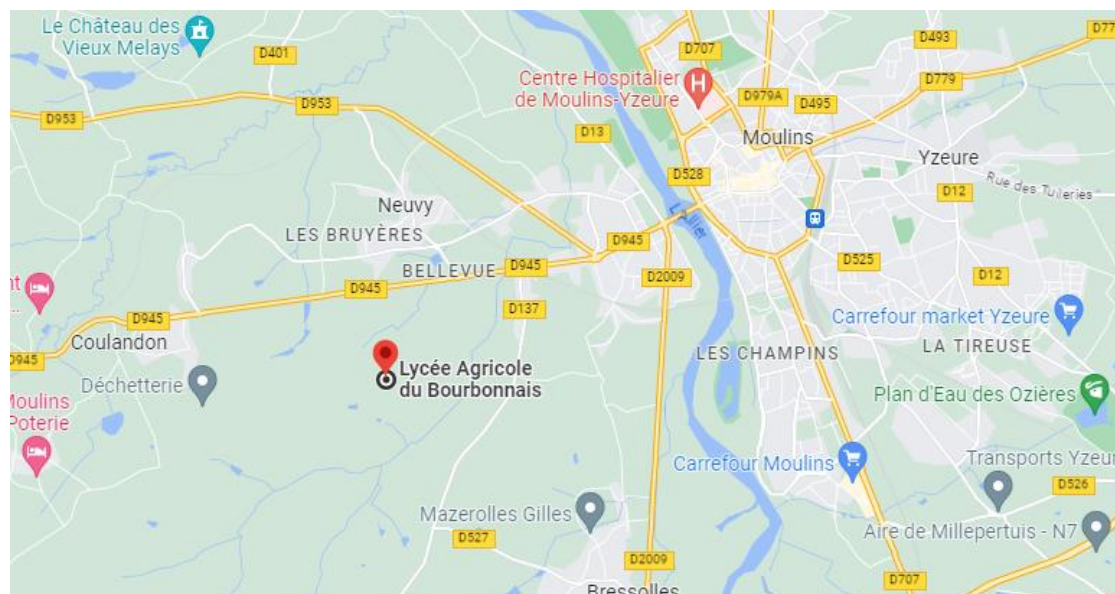 Le Château des
Vieux Melays
D401
D707
D493
D77
D779
Centre Hospitalier
de Moulins-Yzeure
D979A
D495
D953
D953
D13
Moulins
Yzeure
D528
D12
Rue des Tuileries
Neuvy
LES BRUYÈRES
D945
BELLEVUE
D945
D2009
D525
D12
nt
D945
D137
D945
Carrefour market Yzeure
Coulandon
D945
LES CHAMPINS
LA TIREUSE
Lycée Agricole
du Bourbonnais
Déchetterie
Plan d'Eau des Ozières
Moulins
Poterie
Carrefour Moulins
Transports Yzeur
D526
Mazerolles Gilles
Aire de Millepertuis - N7
D527
D2009
D707
Bressolles